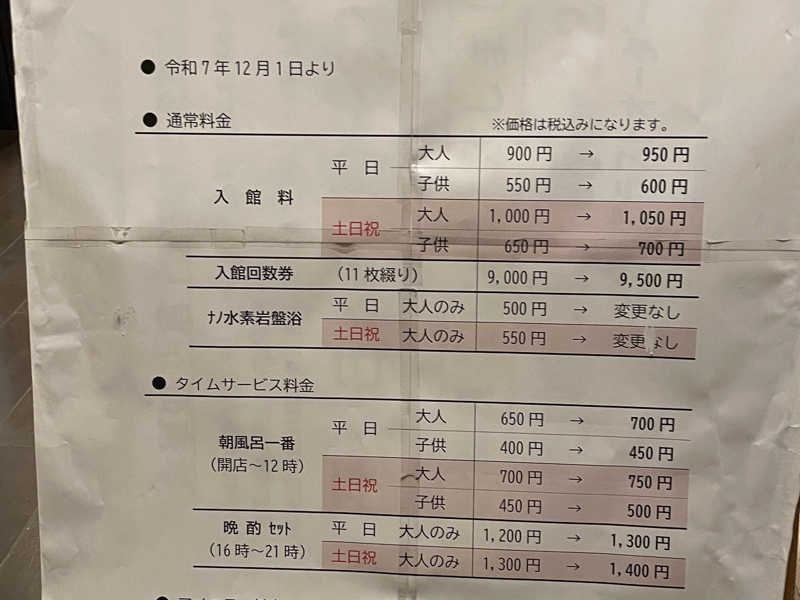 ● 令和7年12月1日より
● 通常料金 ※価格は税込みになります。
入館料 平日 大人 900円 → 950円
子供 550円 → 600円
土日祝 大人 1,000円 → 1,050円
子供 650円 → 700円
入館回数券 (11枚綴り) 9,000円 → 9,500円
ナノ水素岩盤浴 平日 大人のみ 500円 → 変更なし
土日祝 大人のみ 550円 → 変更なし
● タイムサービス料金
朝風呂一番 (開店～12時) 平日 大人 650円 → 700円
子供 400円 → 450円
土日祝 大人 700円 → 750円
子供 450円 → 500円
晩酌セット (16時～21時) 平日 大人のみ 1,200円 → 1,300円
土日祝 大人のみ 1,300円 → 1,400円